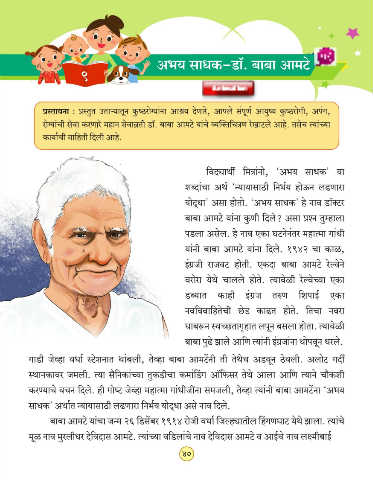 ९
अभय साधक-डॉ. बाबा आमटे
प्रस्तावना : प्रस्तुत उताऱ्यातून कुष्ठरोग्यांना आश्रय देणारे, आपले संपूर्ण आयुष्य कुष्ठरोगी, अपंग,
रोग्यांची सेवा करणारे महान सेवाव्रती डॉ. बाबा आमटे यांचे व्यक्तिचित्रण रेखाटले आहे. तसेच त्यांच्या
कार्याची माहिती दिली आहे.
विद्यार्थी मित्रांनो, ‘अभय साधक’ या
शब्दांचा अर्थ ‘न्यायासाठी निर्भय होऊन लढणारा
योद्धा’ असा होतो. ‘अभय साधक’ हे नाव डॉक्टर
बाबा आमटे यांना कुणी दिले? असा प्रश्न तुम्हाला
पडला असेल. हे नाव एका घटनेनंतर महात्मा गांधी
यांनी बाबा आमटे यांना दिले. १९४२ चा काळ,
इंग्रजी राजवट होती. एकदा बाबा आमटे रेल्वेने
वरोरा येथे चालले होते. त्यावेळी रेल्वेच्या एका
डब्यात काही इंग्रज तरुण शिपाई एका
नवविवाहितेची छेड काढत होते. तिचा नवरा
घाबरून स्वच्छतागृहात लपून बसला होता. त्यावेळी
बाबा पुढे झाले आणि त्यांनी इंग्रजांना थोपवून धरले.
गाडी जेव्हा वर्धा स्टेशनात थांबली, तेव्हा बाबा आमटेंनी ती तेथेच अडवून ठेवली. अलोट गर्दी
स्थानकावर जमली. त्या सैनिकांच्या तुकडीचा कमांडिंग ऑफिसर तेथे आला आणि त्याने चौकशी
करण्याचे वचन दिले. ही गोष्ट जेव्हा महात्मा गांधीजींना समजली, तेव्हा त्यांनी बाबा आमटेंना ‘अभय
साधक’ अर्थात न्यायासाठी लढणारा निर्भय योद्धा असे नाव दिले.
बाबा आमटे यांचा जन्म २६ डिसेंबर १९१४ रोजी वर्धा जिल्ह्यातील हिंगणघाट येथे झाला. त्यांचे
मूळ नाव मुरलीधर देविदास आमटे. त्यांच्या वडिलांचे नाव देविदास आमटे व आईचे नाव लक्ष्मीबाई
४०